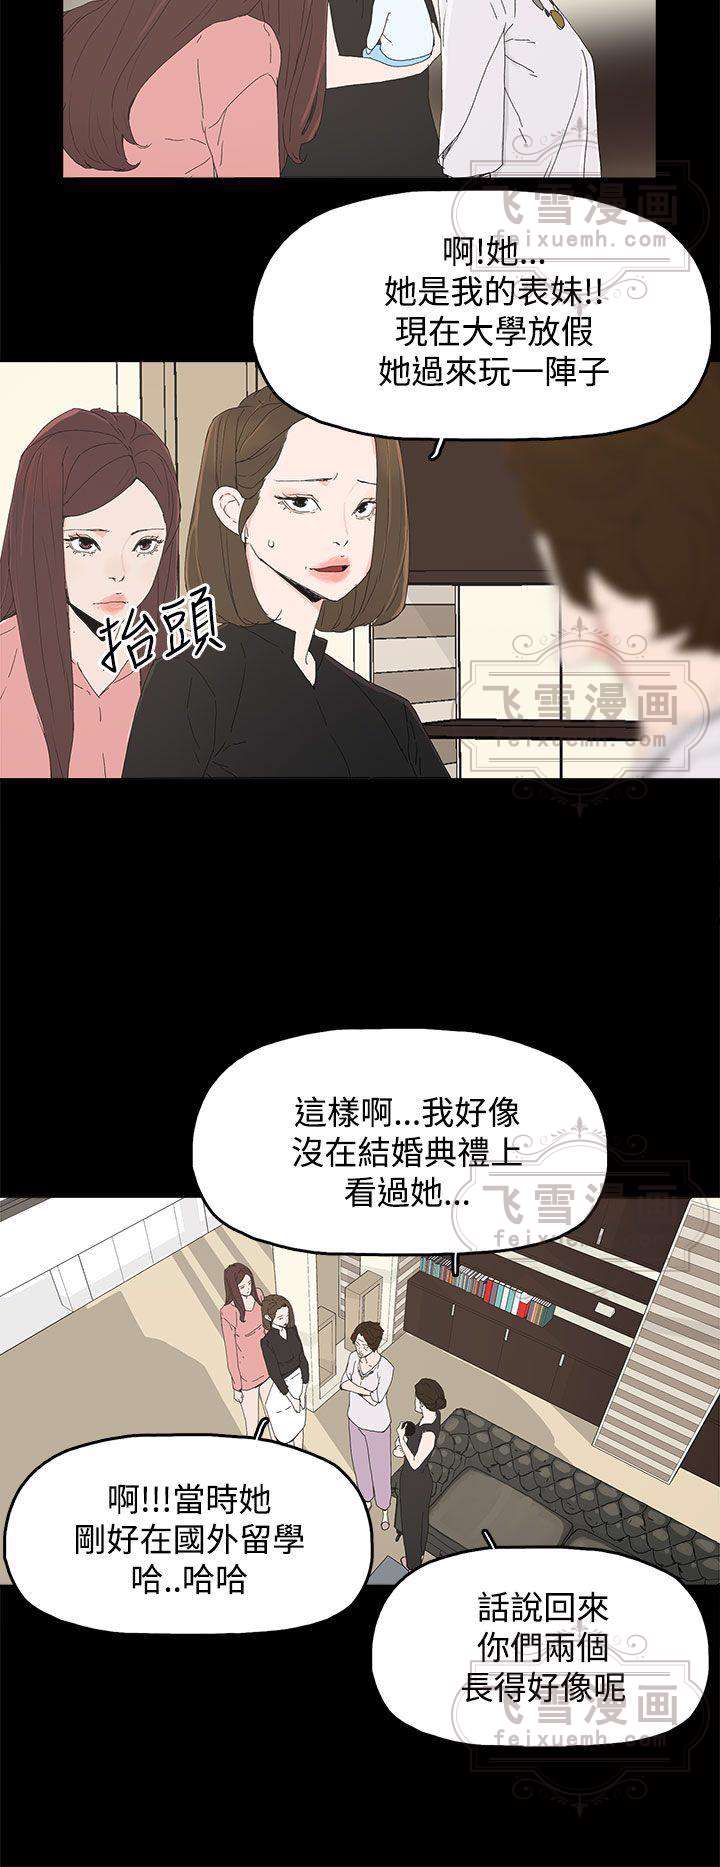 飞雪漫画
feixuemh.com
啊!她...
她是我的表妹!!
現在大學放假
她過來玩一陣子
抬頭
飞雪漫画
feixuemh.com
這樣啊...我好像
沒在結婚典禮上
看過她...
飞雪漫画
feixuemh.com
啊!!!當時她
剛好在國外留學
哈..哈哈
話說回來
你們兩個
長得好像呢
飞雪漫画
feixuemh.com